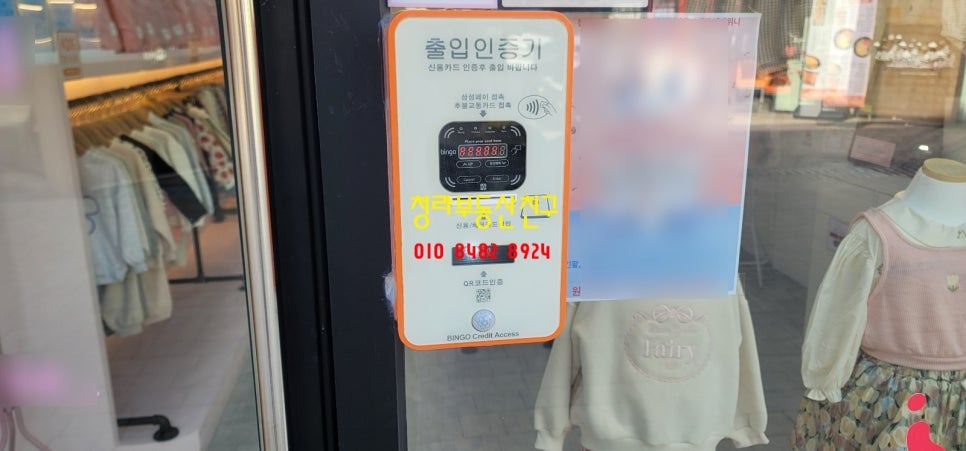 출입인증기
신용카드 인증후 출입 바랍니다
삼성페이 접촉
후불교통카드 접촉
bingo
청라부동산친구
010 8482 8924
QR코드인증
BINGO Credit Access
원
Fairy